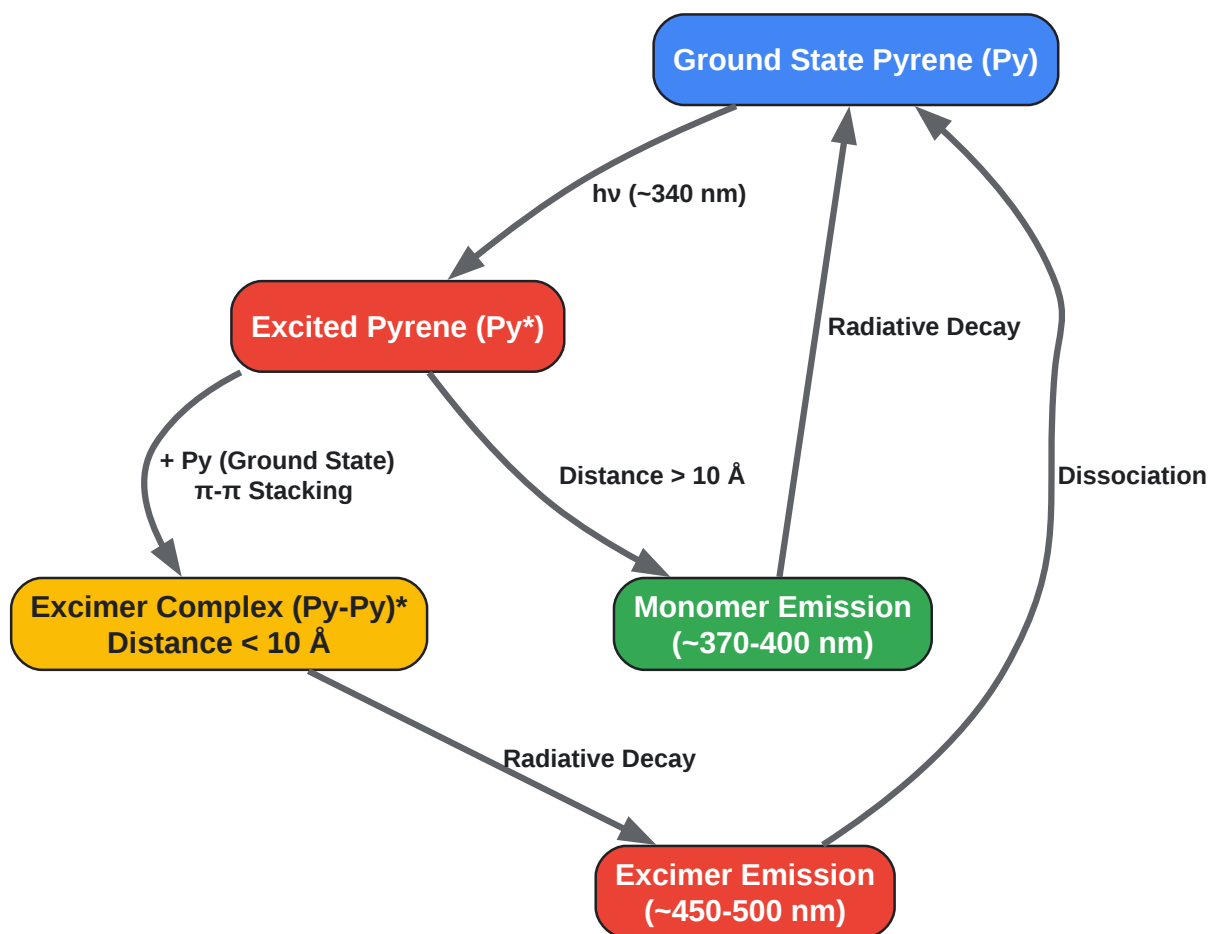 Ground State Pyrene (Py)
hν (~340 nm)
Excited Pyrene (Py*)
Radiative Decay
+ Py (Ground State)
π-π Stacking
Distance > 10 Å
Dissociation
Excimer Complex (Py-Py)*
Distance < 10 Å
Monomer Emission
(~370-400 nm)
Radiative Decay
Excimer Emission
(~450-500 nm)